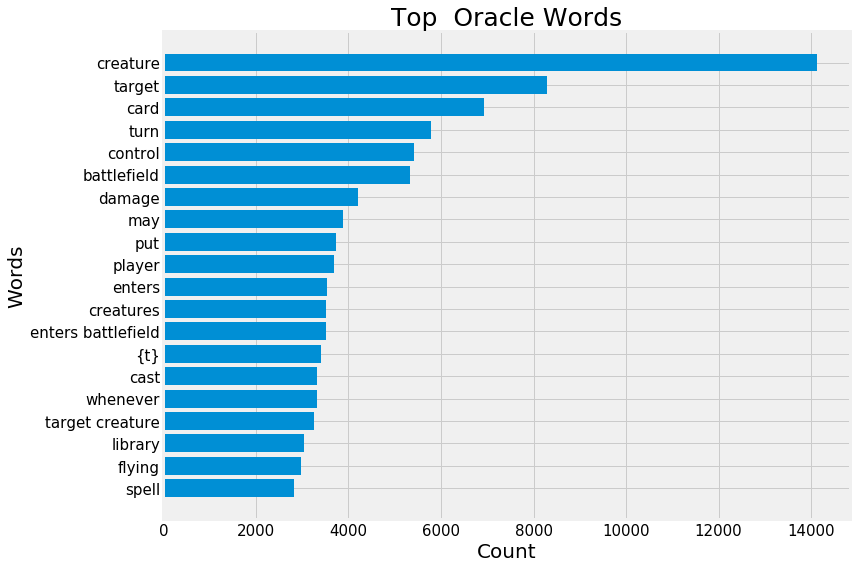 Top  Oracle Words
Words
creature
target
card
turn
control
battlefield
damage
may
put
player
enters
creatures
enters battlefield
{t}
cast
whenever
target creature
library
flying
spell
0 2000 4000 6000 8000 10000 12000 14000
Count